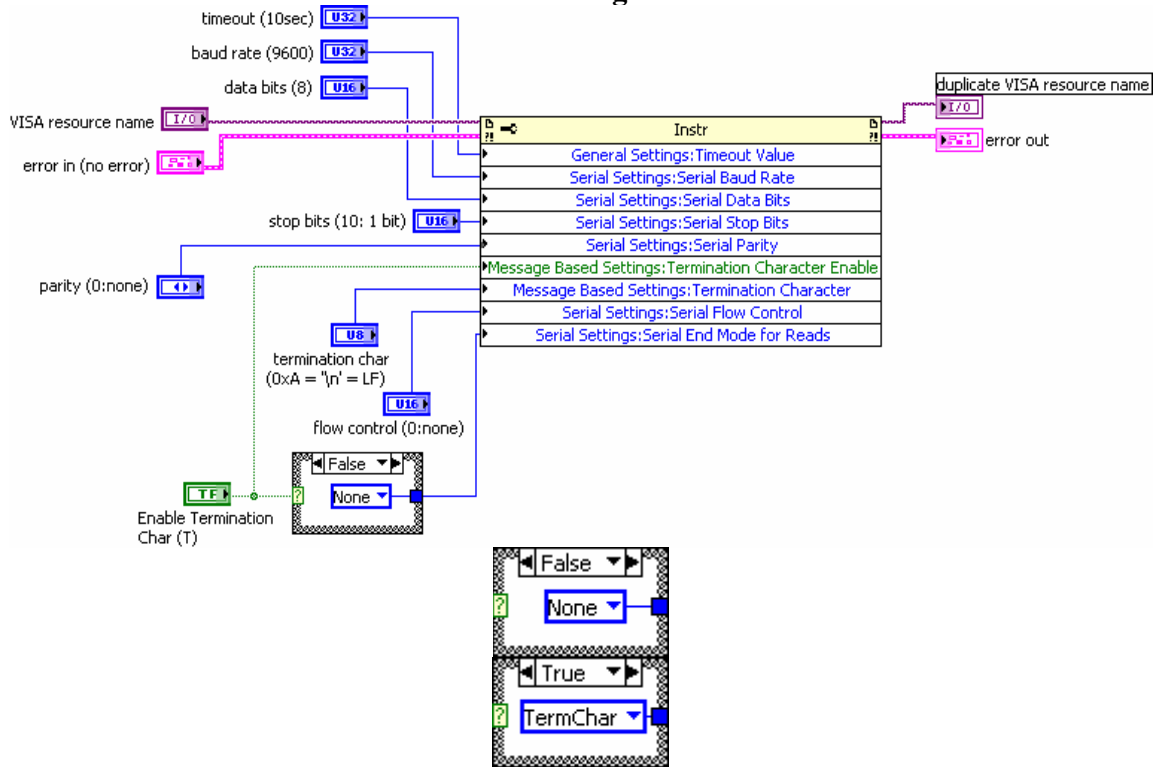 timeout (10sec) U32
baud rate (9600) U32
data bits (8) U16
duplicate VISA resource name
I/O
VISA resource name I/O
Instr
error out
error in (no error)
General Settings:Timeout Value
Serial Settings:Serial Baud Rate
Serial Settings:Serial Data Bits
stop bits (10: 1 bit) U16
Serial Settings:Serial Stop Bits
Serial Settings:Serial Parity
Message Based Settings:Termination Character Enable
parity (0:none)
Message Based Settings:Termination Character
Serial Settings:Serial Flow Control
U8
Serial Settings:Serial End Mode for Reads
termination char
(0xA = '\n' = LF)
U16
flow control (0:none)
False
TF
?
None
Enable Termination
Char (T)
False
?
None
True
?
TermChar